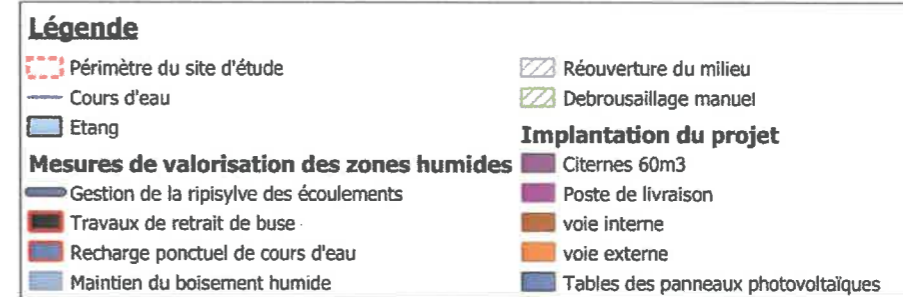 Légende
Périmètre du site d'étude
Cours d'eau
Etang
Mesures de valorisation des zones humides
Gestion de la ripisylve des écoulements
Travaux de retrait de buse
Recharge ponctuel de cours d'eau
Maintien du boisement humide
Réouverture du milieu
Debrousaillage manuel
Implantation du projet
Citernes 60m3
Poste de livraison
voie interne
voie externe
Tables des panneaux photovoltaïques